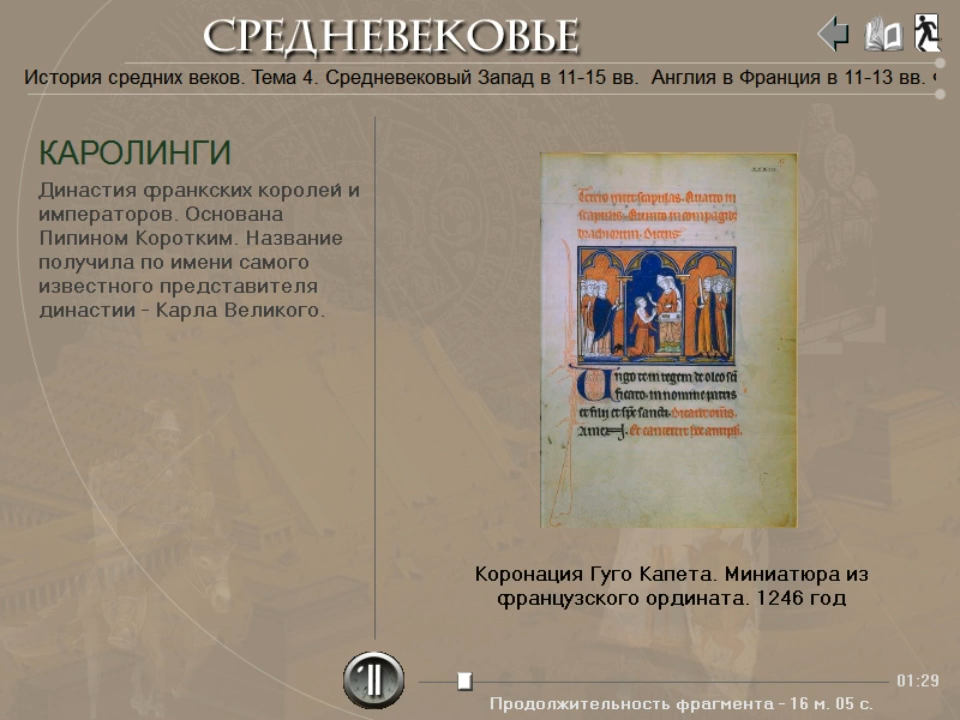 СРЕДНЕВЕКОВЬЕ
История средних веков. Тема 4. Средневековый Запад в 11-15 вв. Англия в Франция в 11-13 вв.
КАРОЛИНГИ
Династия франкских королей и
императоров. Основана
Пипином Коротким. Название
получила по имени самого
известного представителя
династии - Карла Великого.
Коронация Гуго Капета. Миниатюра из
французского ордината. 1246 год
01:29
Продолжительность фрагмента - 16 м. 05 с.